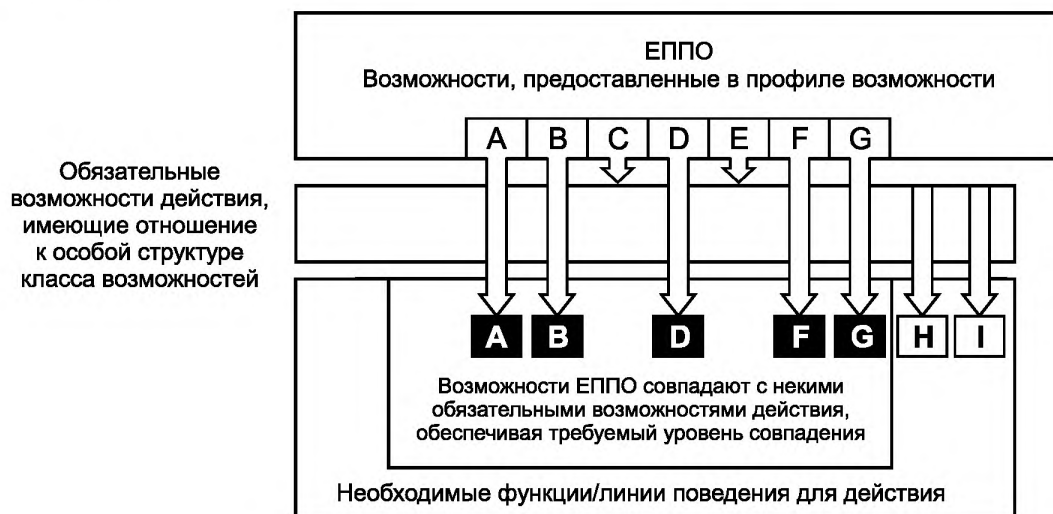 ЕППО
Возможности, предоставленные в профиле возможности
A B C D E F G
Обязательные
возможности действия,
имеющие отношение
к особой структуре
класса возможностей
A B D F G H I
Возможности ЕППО совпадают с некими
обязательными возможностями действия,
обеспечивая требуемый уровень совпадения
Необходимые функции/линии поведения для действия